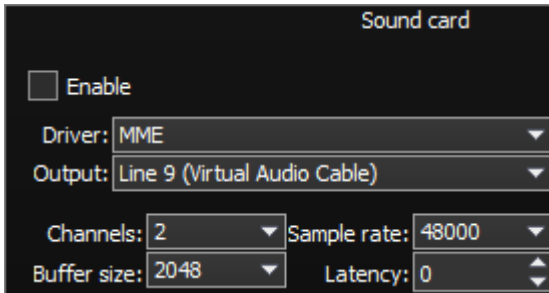 Sound card
Enable
Driver: MME
Output: Line 9 (Virtual Audio Cable)
Channels: 2 Sample rate: 48000
Buffer size: 2048 Latency: 0